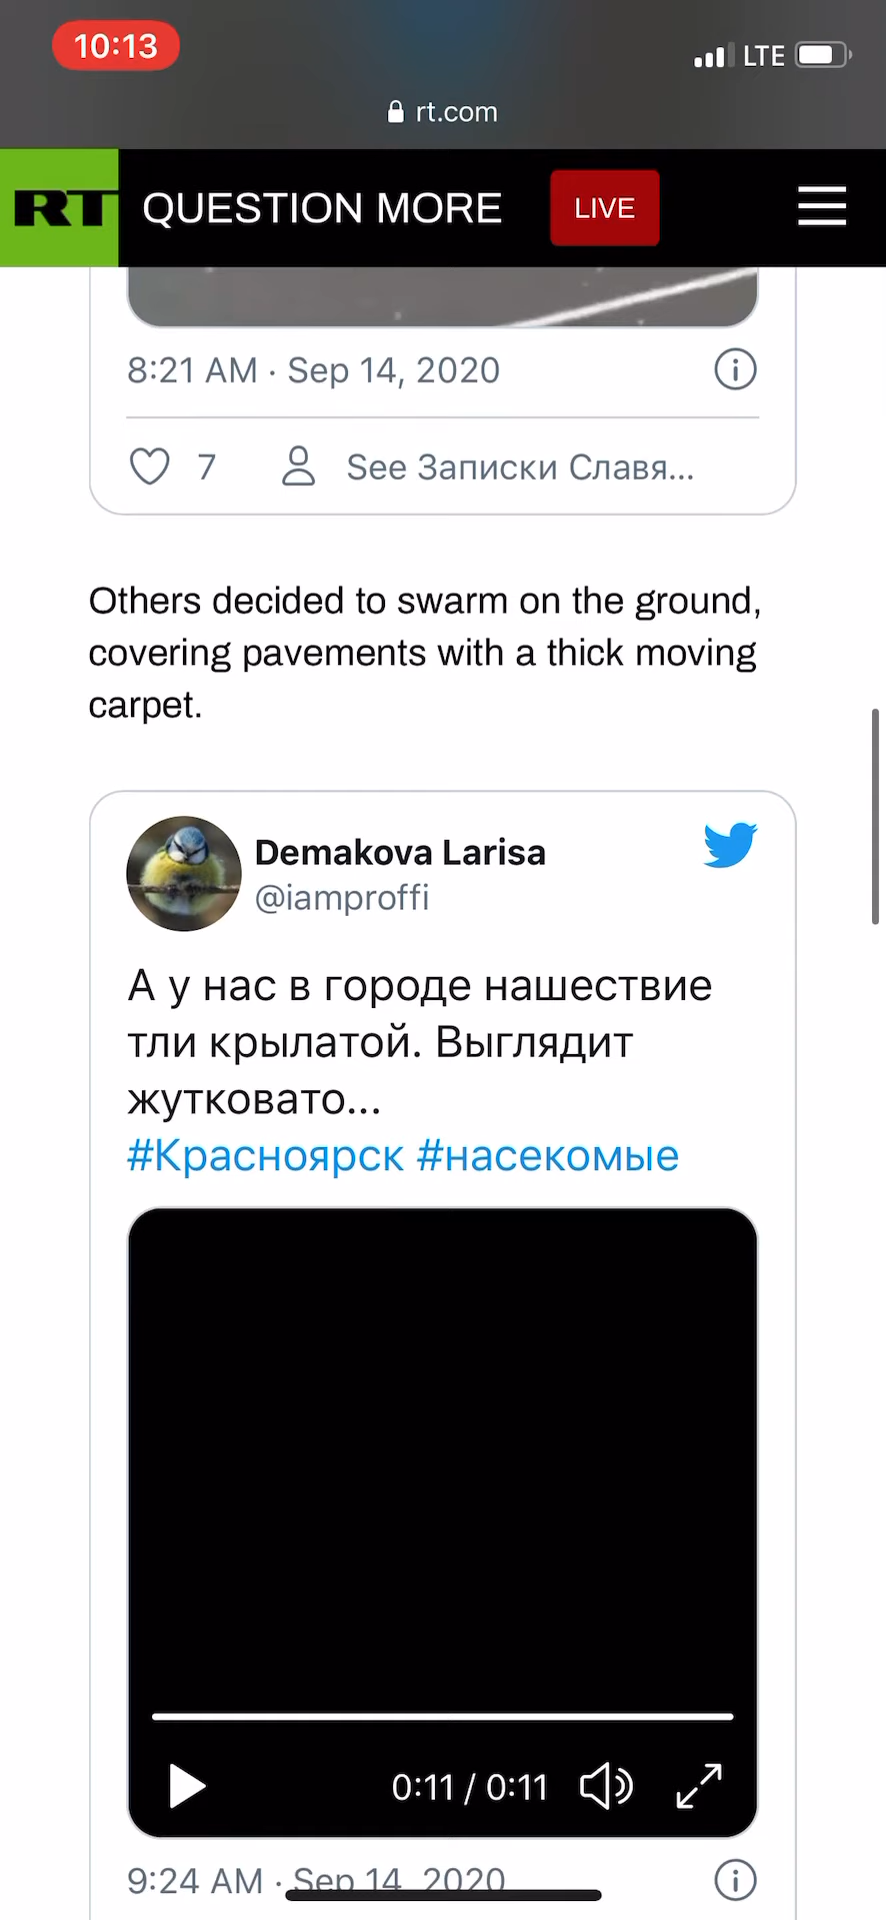 10:13
LTE
rt.com
RT QUESTION MORE LIVE
8:21 AM · Sep 14, 2020
7 See Записки Славя...
Others decided to swarm on the ground,
covering pavements with a thick moving
carpet.
Demakova Larisa
@iamproffi
А у нас в городе нашествие
тли крылатой. Выглядит
жутковато...
#Красноярск #насекомые
0:11 / 0:11
9:24 AM · Sep 14, 2020